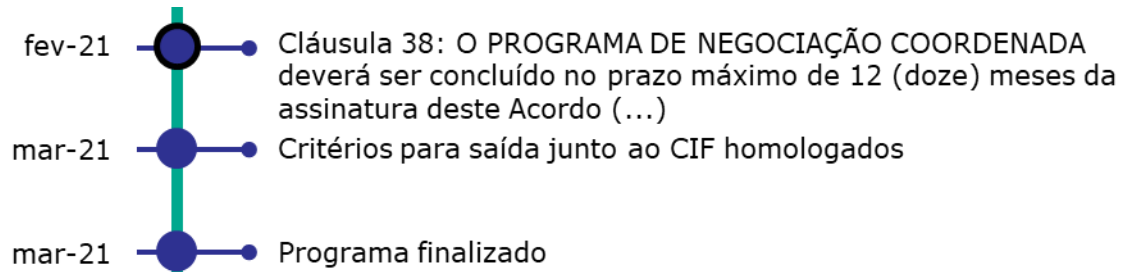 fev-21
Cláusula 38: O PROGRAMA DE NEGOCIAÇÃO COORDENADA
deverá ser concluído no prazo máximo de 12 (doze) meses da
assinatura deste Acordo (...)
mar-21
Critérios para saída junto ao CIF homologados
mar-21
Programa finalizado